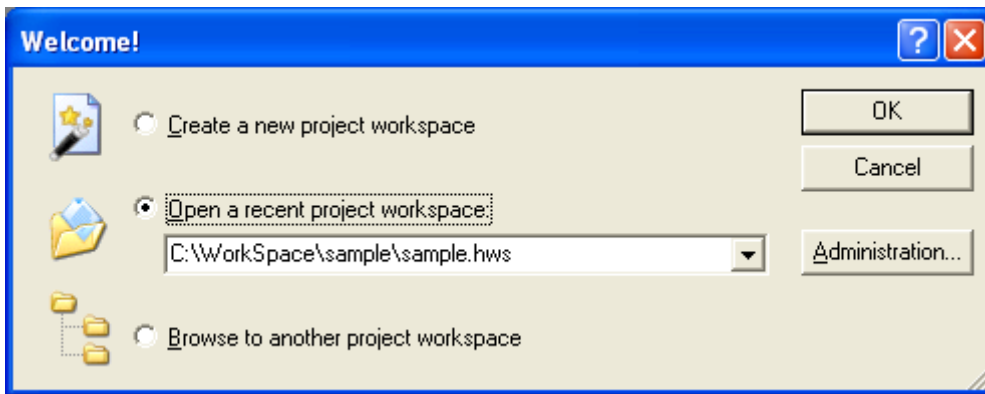 Welcome!
Create a new project workspace
OK
Cancel
Open a recent project workspace:
C:\WorkSpace\sample\sample.hws
Administration...
Browse to another project workspace